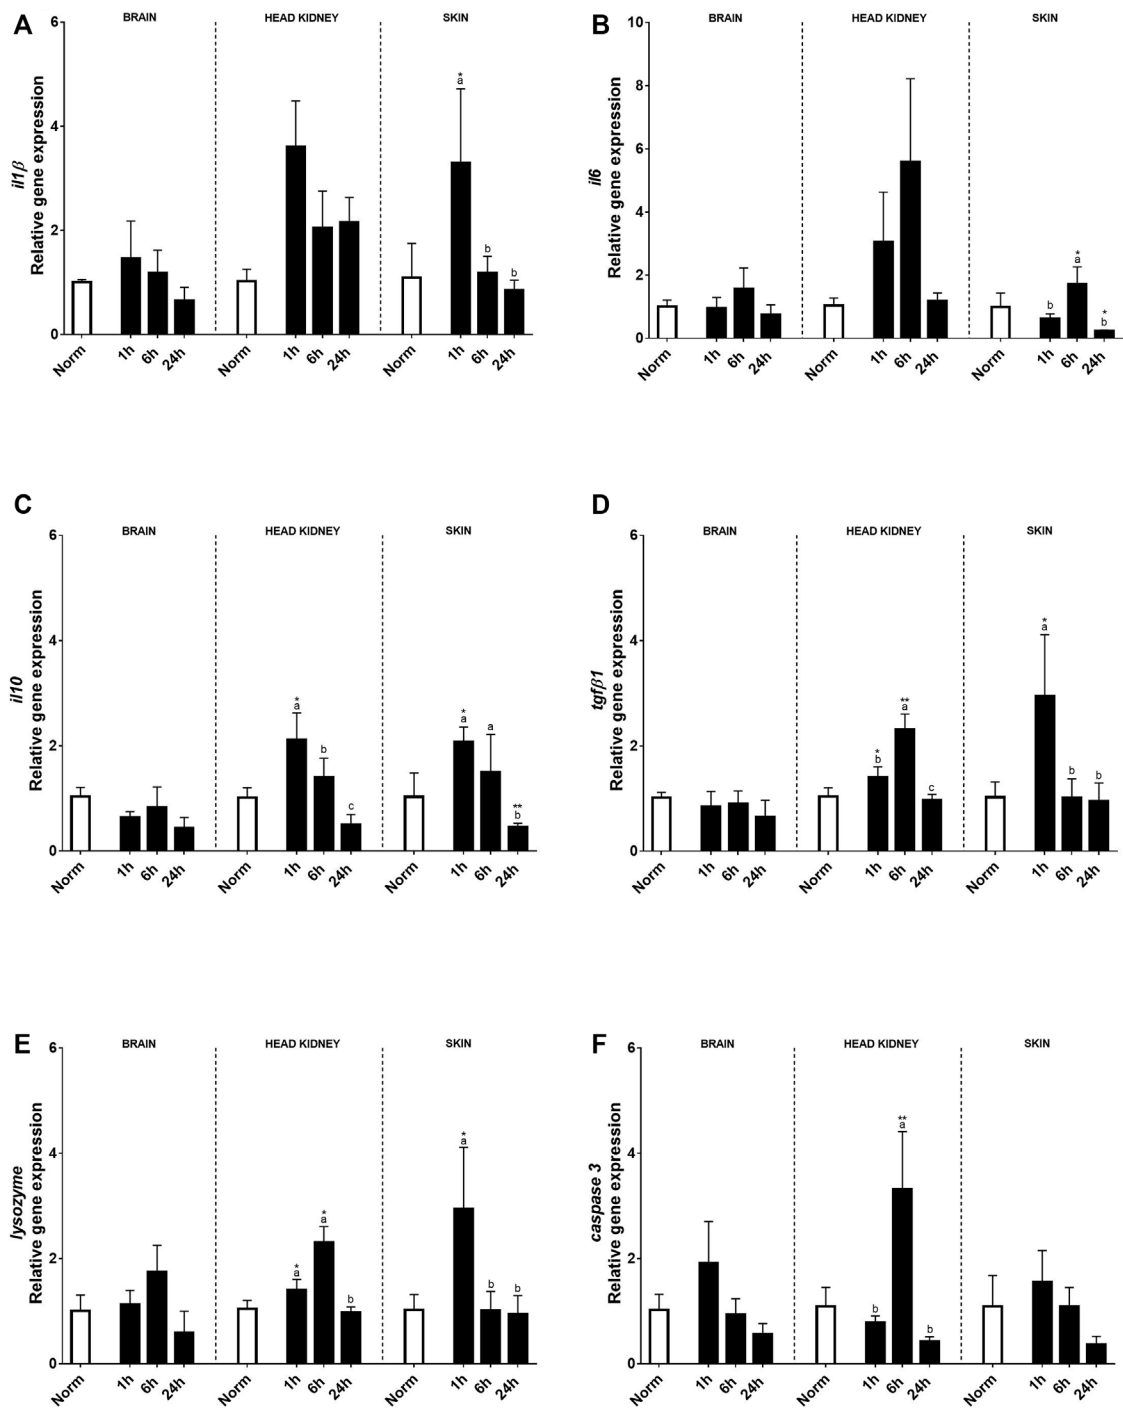 A
BRAIN HEAD KIDNEY SKIN
il1β
Relative gene expression
6
4
2
0
*
a
b
b
Norm 1h 6h 24h Norm 1h 6h 24h Norm 1h 6h 24h
B
BRAIN HEAD KIDNEY SKIN
il6
Relative gene expression
10
8
6
4
2
0
b
*
a
*
b
Norm 1h 6h 24h Norm 1h 6h 24h Norm 1h 6h 24h
C
BRAIN HEAD KIDNEY SKIN
il10
Relative gene expression
6
4
2
0
*
a
b
c
*
a
a
**
b
Norm 1h 6h 24h Norm 1h 6h 24h Norm 1h 6h 24h
D
BRAIN HEAD KIDNEY SKIN
tgfβ1
Relative gene expression
6
4
2
0
*
b
**
a
c
*
a
b
b
Norm 1h 6h 24h Norm 1h 6h 24h Norm 1h 6h 24h
E
BRAIN HEAD KIDNEY SKIN
lysozyme
Relative gene expression
6
4
2
0
*
a
*
a
b
*
a
b
b
Norm 1h 6h 24h Norm 1h 6h 24h Norm 1h 6h 24h
F
BRAIN HEAD KIDNEY SKIN
caspase 3
Relative gene expression
6
4
2
0
b
**
a
b
Norm 1h 6h 24h Norm 1h 6h 24h Norm 1h 6h 24h